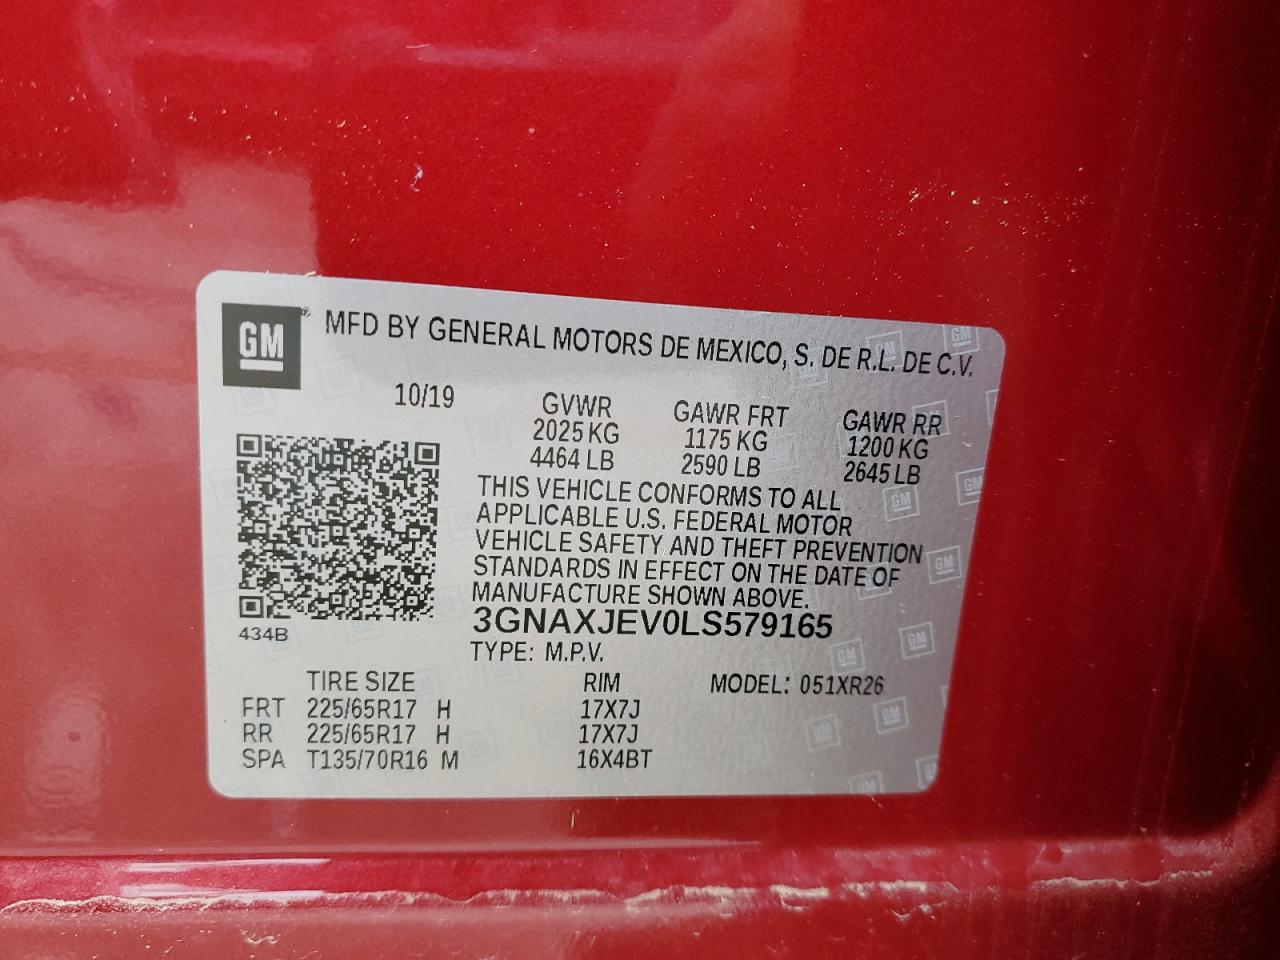 GM ® MFD BY GENERAL MOTORS DE MEXICO, S. DE R.L. DE C.V.
10/19 GVWR GAWR FRT GAWR RR
2025 KG 1175 KG 1200 KG
4464 LB 2590 LB 2645 LB
THIS VEHICLE CONFORMS TO ALL
APPLICABLE U.S. FEDERAL MOTOR
VEHICLE SAFETY AND THEFT PREVENTION
STANDARDS IN EFFECT ON THE DATE OF
MANUFACTURE SHOWN ABOVE.
434B
3GNAXJEV0LS579165
TYPE: M.P.V.
TIRE SIZE RIM MODEL: 051XR26
FRT 225/65R17 H 17X7J
RR 225/65R17 H 17X7J
SPA T135/70R16 M 16X4BT